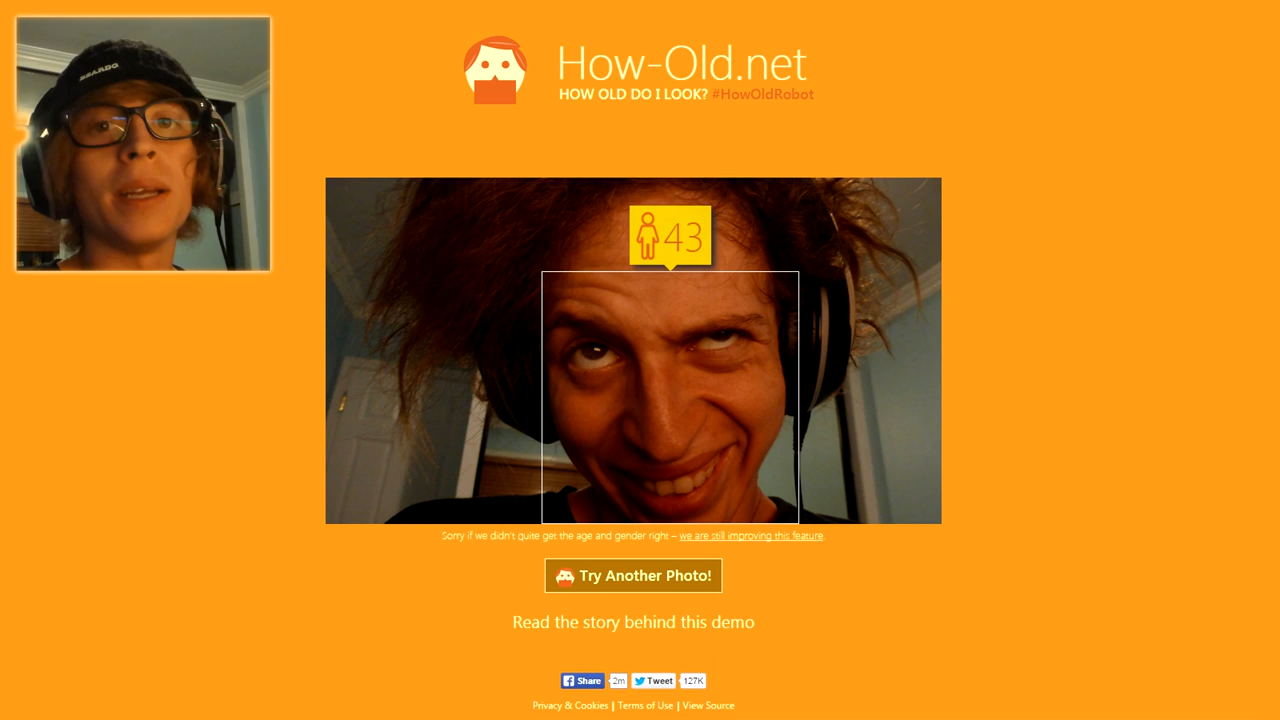 BEARDO
How-Old.net
HOW OLD DO I LOOK? #HowOldRobot
43
Sorry if we didn't quite get the age and gender right – we are still improving this feature.
Try Another Photo!
Read the story behind this demo
Share 2m Tweet 127K
Privacy & Cookies | Terms of Use | View Source